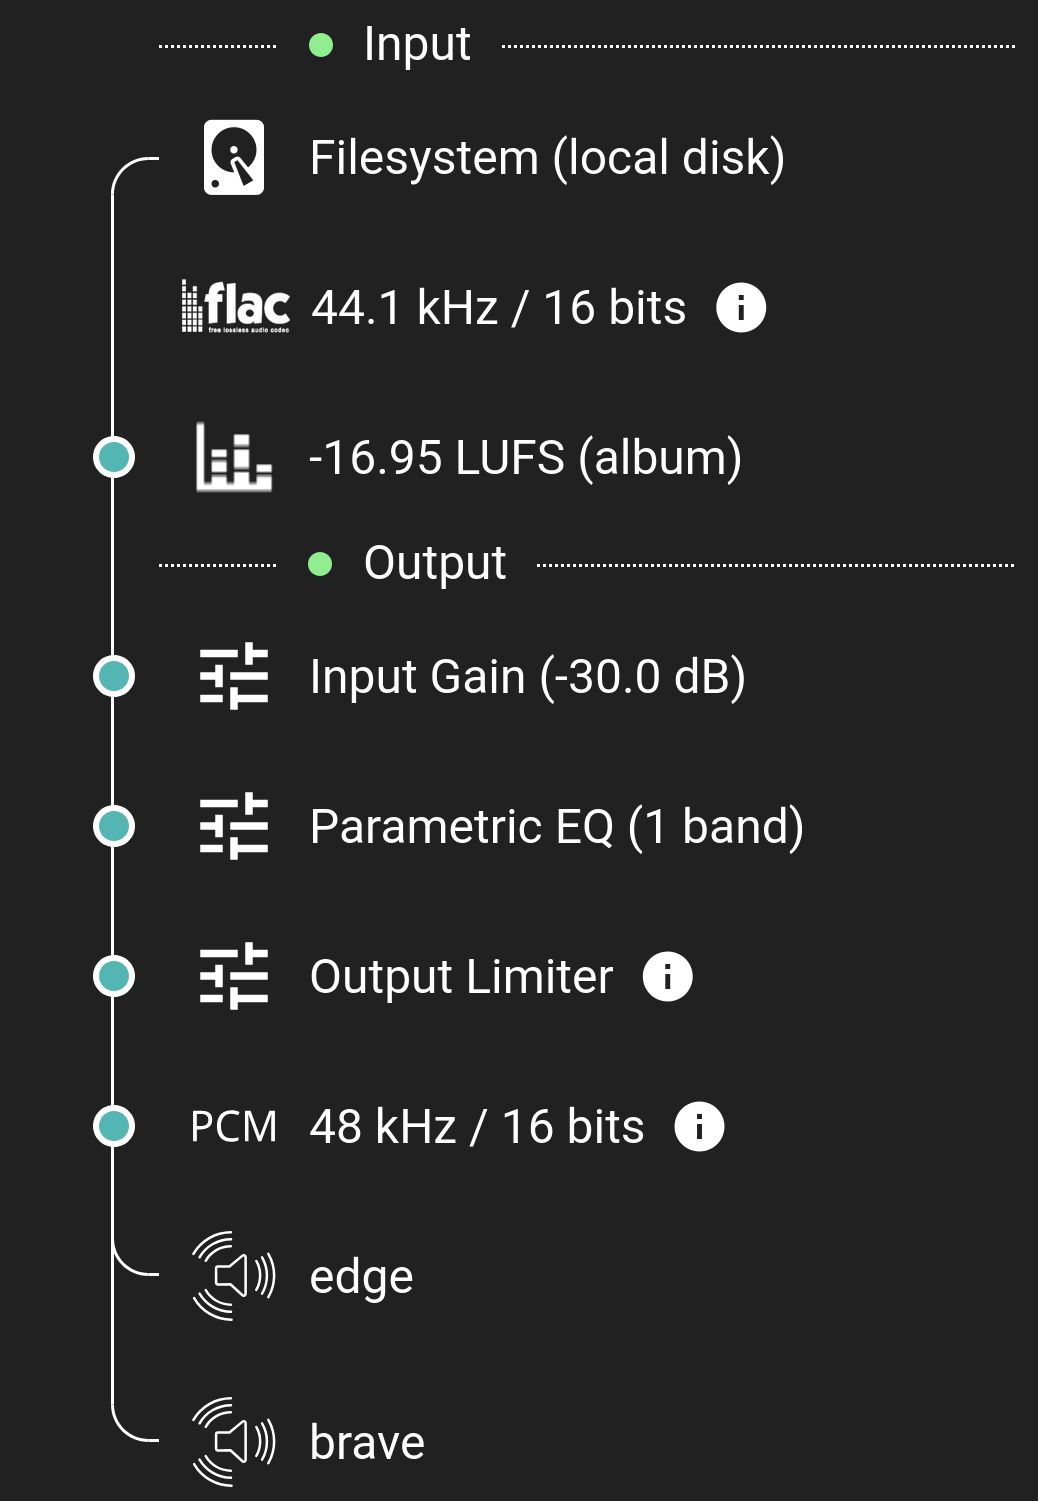 Input
Filesystem (local disk)
flac 44.1 kHz / 16 bits i
free lossless audio codec
-16.95 LUFS (album)
Output
Input Gain (-30.0 dB)
Parametric EQ (1 band)
Output Limiter i
PCM 48 kHz / 16 bits i
edge
brave